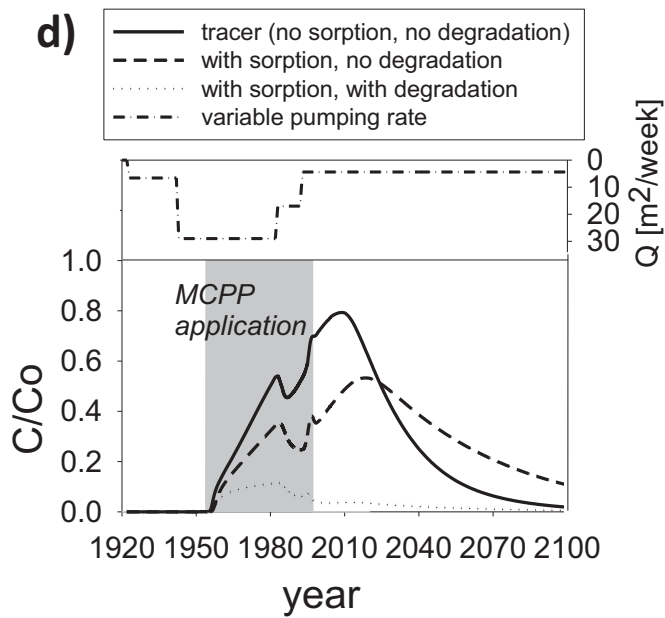 d)
tracer (no sorption, no degradation)
with sorption, no degradation
with sorption, with degradation
variable pumping rate
0
10
20
30
Q [m2/week]
1.0
0.8
0.6
0.4
0.2
0.0
C/Co
MCPP
application
1920 1950 1980 2010 2040 2070 2100
year